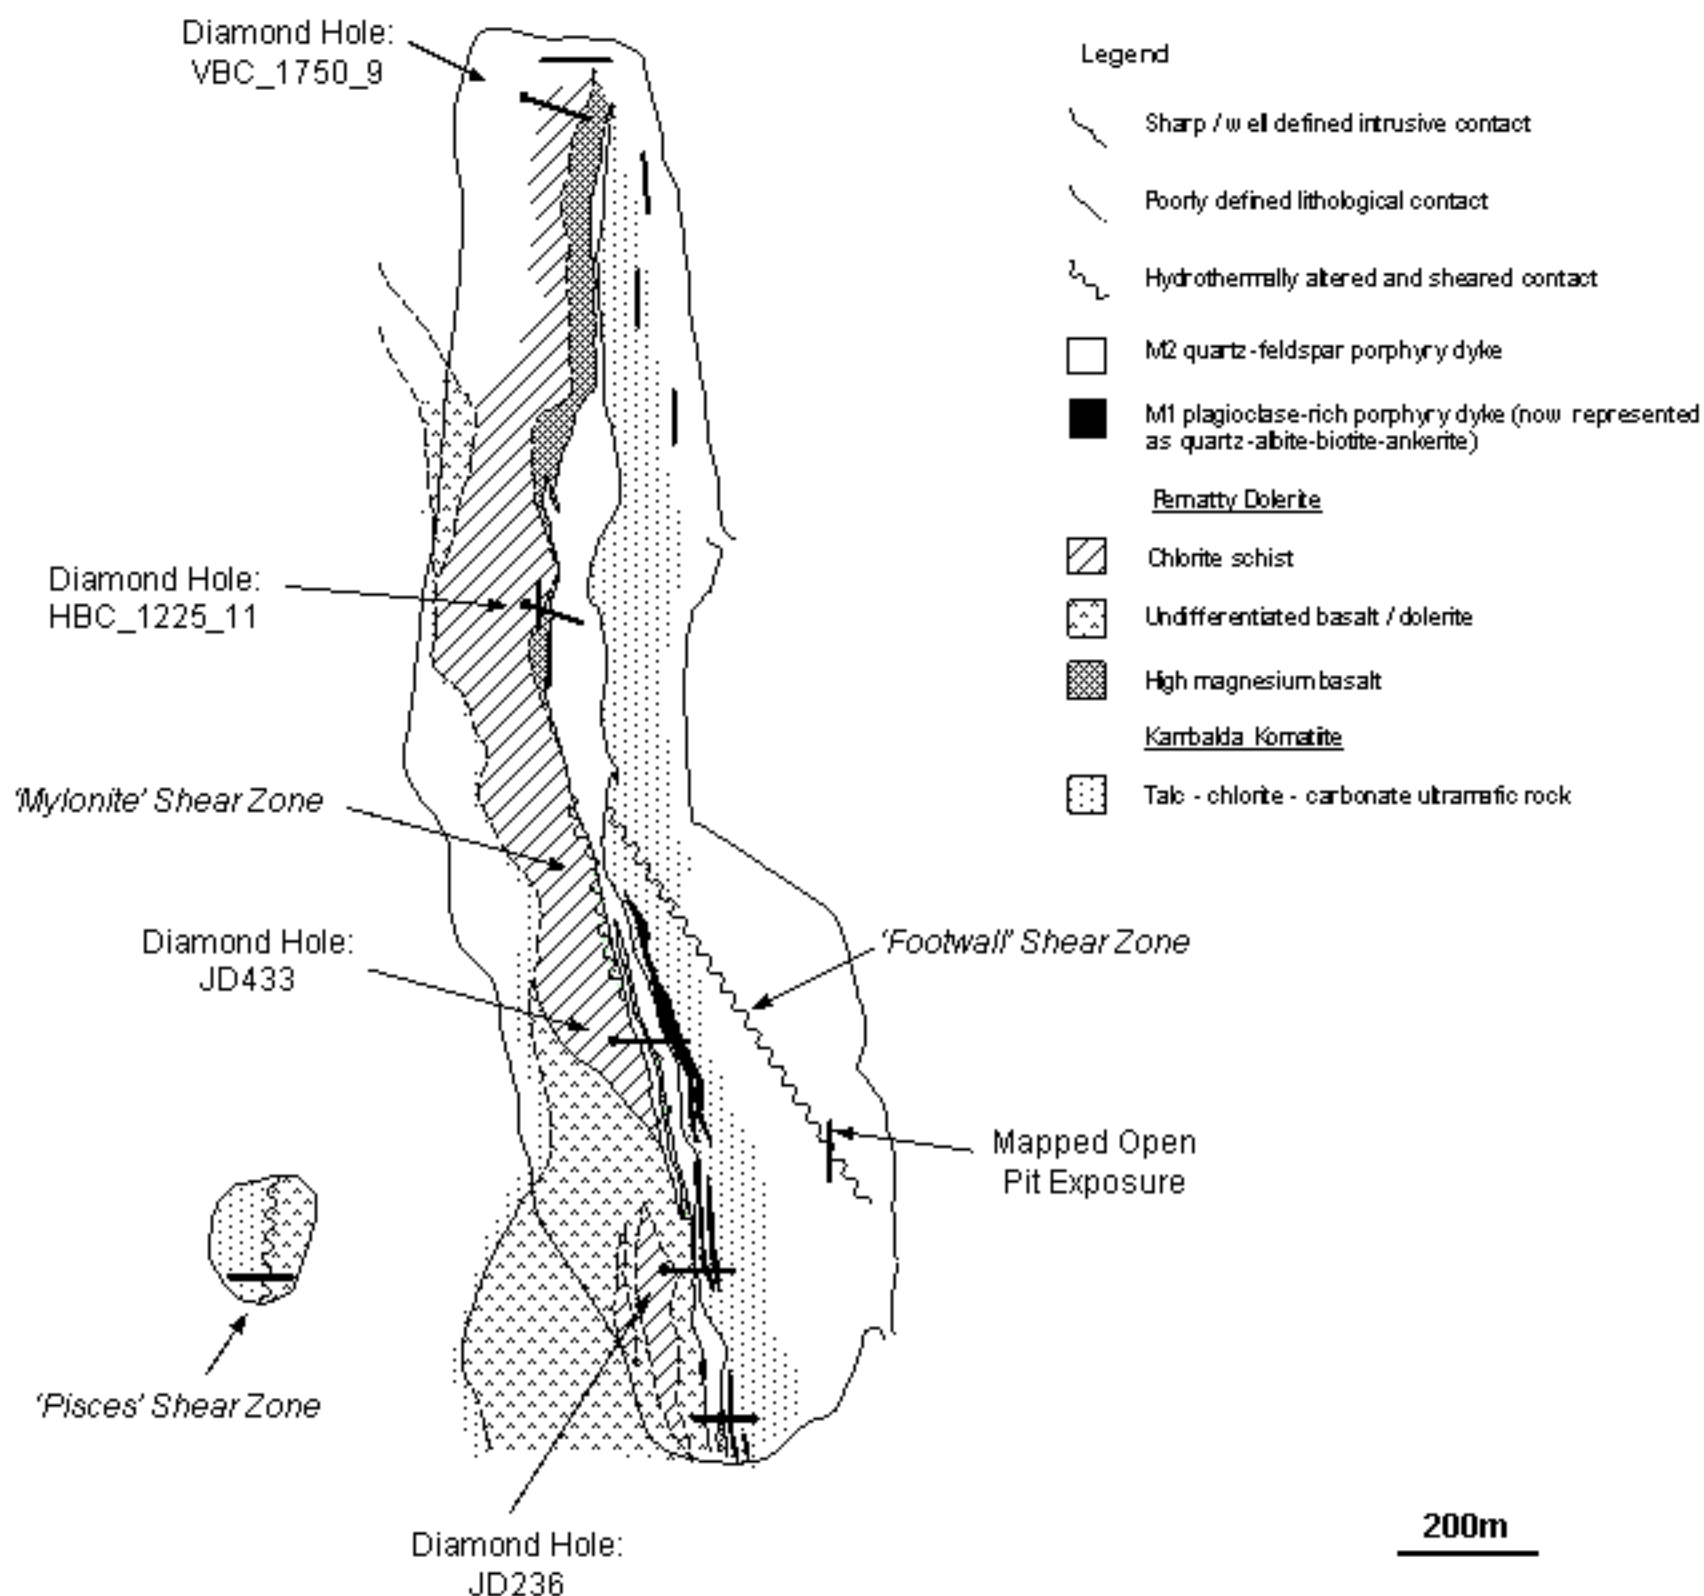 Diamond Hole:
VBC_1750_9
Diamond Hole:
HBC_1225_11
'Mylonite' Shear Zone
Diamond Hole:
JD433
'Footwall' Shear Zone
Mapped Open
Pit Exposure
'Pisces' Shear Zone
Diamond Hole:
JD236
Legend
Sharp / well defined intrusive contact
Poorly defined lithological contact
Hydrothermally altered and sheared contact
M2 quartz-feldspar porphyry dyke
M1 plagioclase-rich porphyry dyke (now represented
as quartz-albite-biotite-ankerite)
Pernatty Dolerite
Chlorite schist
Undifferentiated basalt / dolerite
High magnesium basalt
Kambalda Komatiite
Talc - chlorite - carbonate ultramafic rock
200m